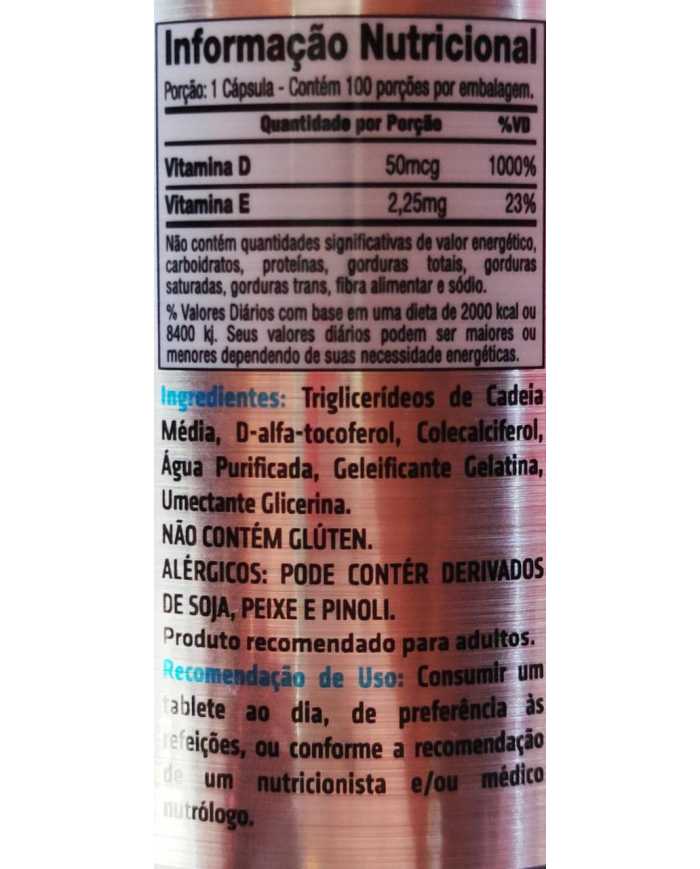 Informação Nutricional
Porção: 1 Cápsula - Contém 100 porções por embalagem.
Quantidade por Porção %VD
Vitamina D 50mcg 1000%
Vitamina E 2,25mg 23%
Não contém quantidades significativas de valor energético,
carboidratos, proteínas, gorduras totais, gorduras
saturadas, gorduras trans, fibra alimentar e sódio.
% Valores Diários com base em uma dieta de 2000 kcal ou
8400 kj. Seus valores diários podem ser maiores ou
menores dependendo de suas necessidade energéticas.
Ingredientes: Triglicerídeos de Cadeia
Média, D-alfa-tocoferol, Colecalciferol,
Água Purificada, Geleificante Gelatina,
Umectante Glicerina.
NÃO CONTÉM GLÚTEN.
ALÉRGICOS: PODE CONTÉR DERIVADOS
DE SOJA, PEIXE E PINOLI.
Produto recomendado para adultos.
Recomendação de Uso: Consumir um
tablete ao dia, de preferência às
refeições, ou conforme a recomendação
de um nutricionista e/ou médico
nutrólogo.